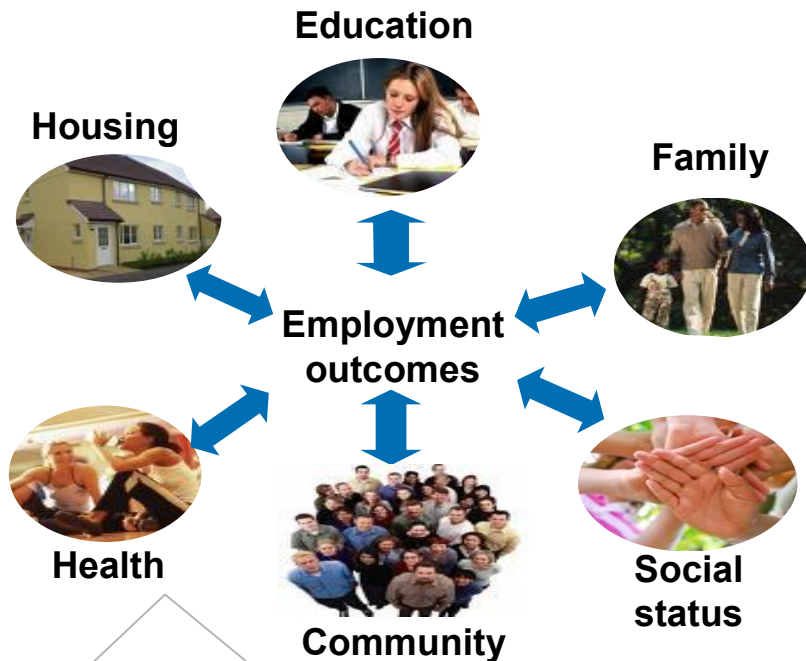 Education
Housing
Family
Employment
outcomes
Health
Social
status
Community